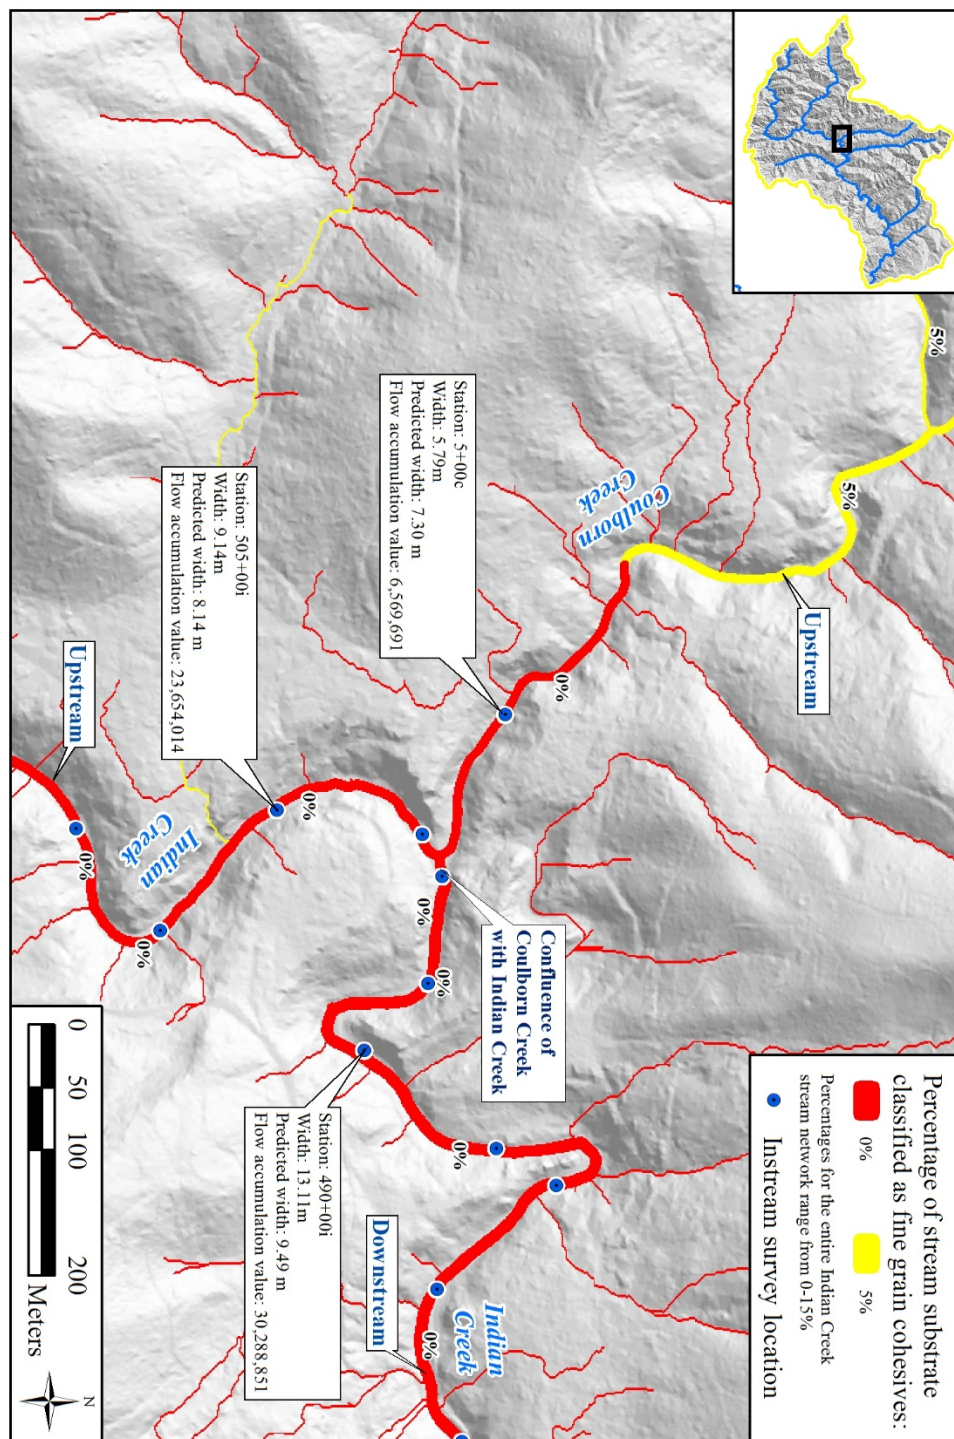 5%
5%
Upstream
Coulborn
Creek
0%
Station: 5+00c
Width: 5.79m
Predicted width: 7.30 m
Flow accumulation value: 6,569,691
Confluence of
Coulborn Creek
with Indian Creek
Percentage of stream substrate
classified as fine grain cohesives:
0%
5%
Percentages for the entire Indian Creek
stream network range from 0-15%
Instream survey location
0%
0%
0%
0%
Indian
Creek
Downstream
Station: 505+00i
Width: 9.14m
Predicted width: 8.14 m
Flow accumulation value: 23,654,014
0%
Station: 490+00i
Width: 13.11m
Predicted width: 9.49 m
Flow accumulation value: 30,288,851
Upstream
Indian
Creek
0%
0%
0
50
100
200
Meters
N